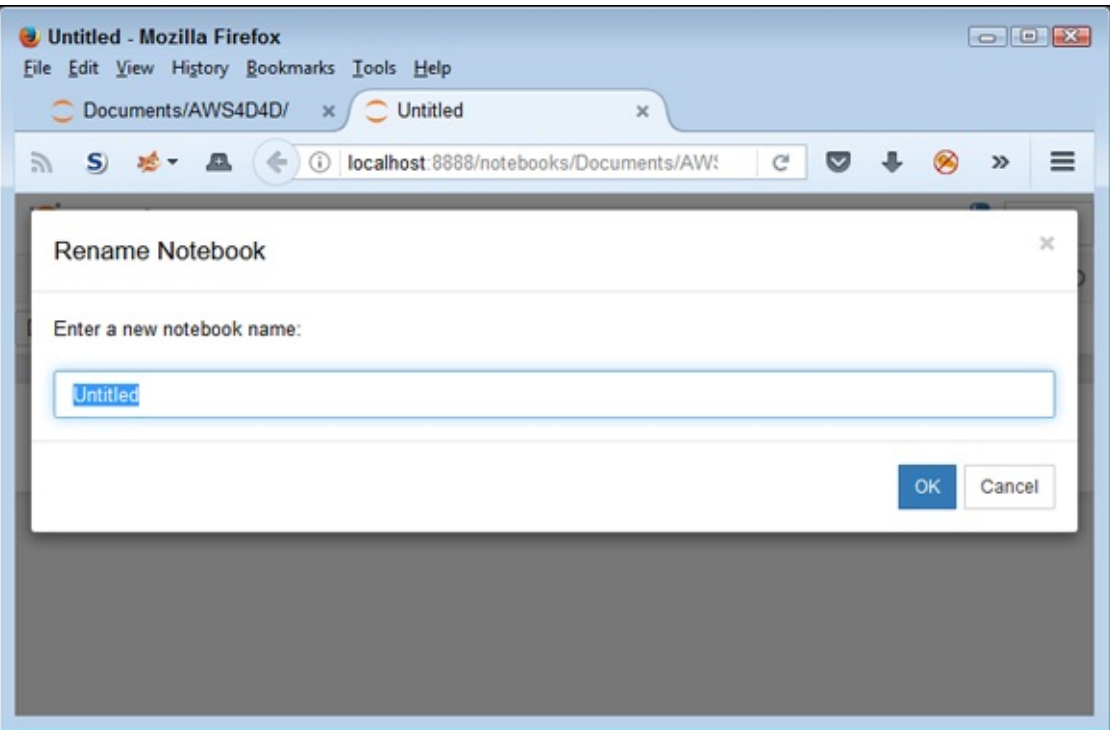 Untitled - Mozilla Firefox
File Edit View History Bookmarks Tools Help
Documents/AWS4D4D/ Untitled
localhost:8888/notebooks/Documents/AWS
Rename Notebook
Enter a new notebook name:
Untitled
OK Cancel